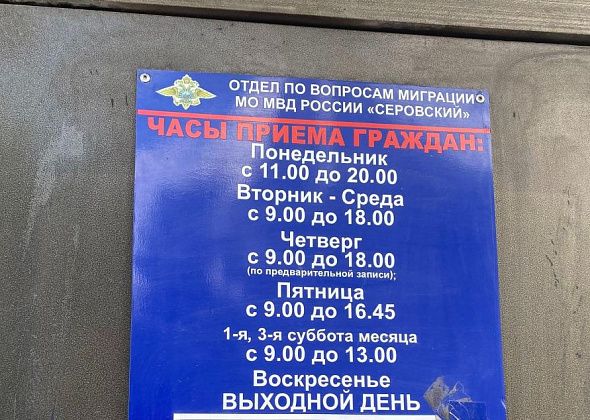 ОТДЕЛ ПО ВОПРОСАМ МИГРАЦИИ
МО МВД РОССИИ «СЕРОВСКИЙ»
ЧАСЫ ПРИЕМА ГРАЖДАН:
Понедельник
с 11.00 до 20.00
Вторник - Среда
с 9.00 до 18.00
Четверг
с 9.00 до 18.00
(по предварительной записи);
Пятница
с 9.00 до 16.45
1-я, 3-я суббота месяца
с 9.00 до 13.00
Воскресенье
ВЫХОДНОЙ ДЕНЬ